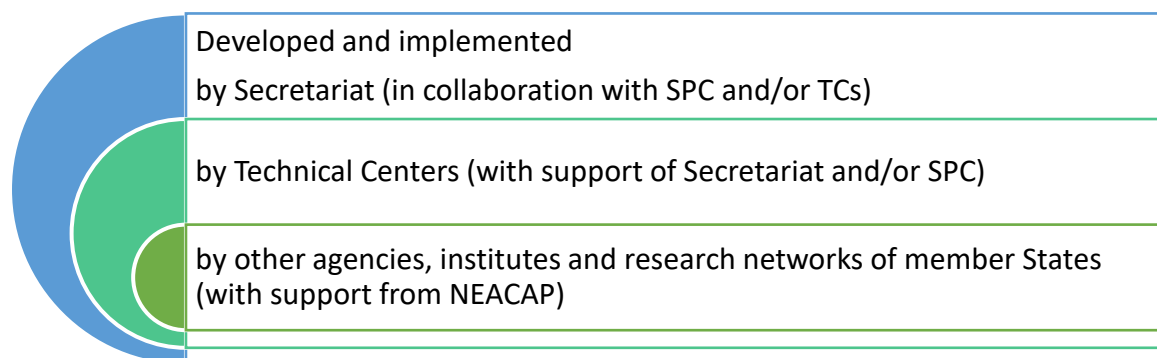 Developed and implemented
by Secretariat (in collaboration with SPC and/or TCs)
by Technical Centers (with support of Secretariat and/or SPC)
by other agencies, institutes and research networks of member States
(with support from NEACAP)